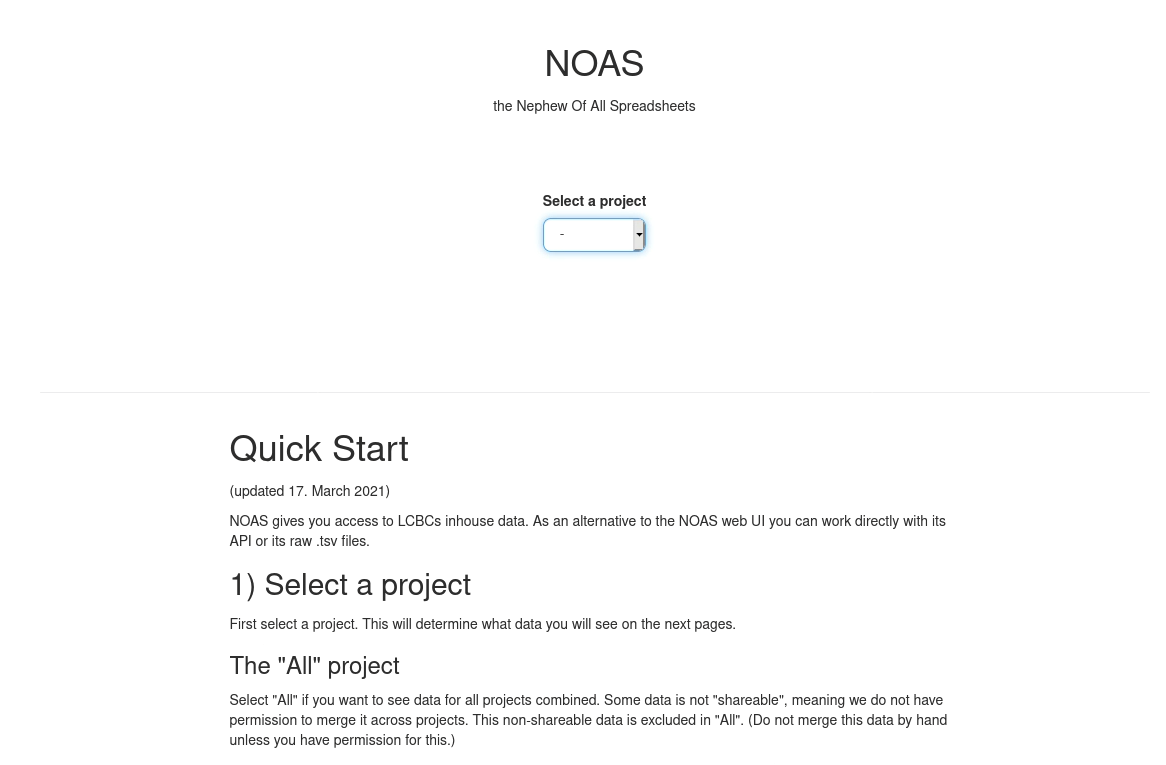 NOAS
the Nephew Of All Spreadsheets
Select a project
-
Quick Start
(updated 17. March 2021)
NOAS gives you access to LCBCs inhouse data. As an alternative to the NOAS web UI you can work directly with its
API or its raw .tsv files.
1) Select a project
First select a project. This will determine what data you will see on the next pages.
The "All" project
Select "All" if you want to see data for all projects combined. Some data is not "shareable", meaning we do not have
permission to merge it across projects. This non-shareable data is excluded in "All". (Do not merge this data by hand
unless you have permission for this.)